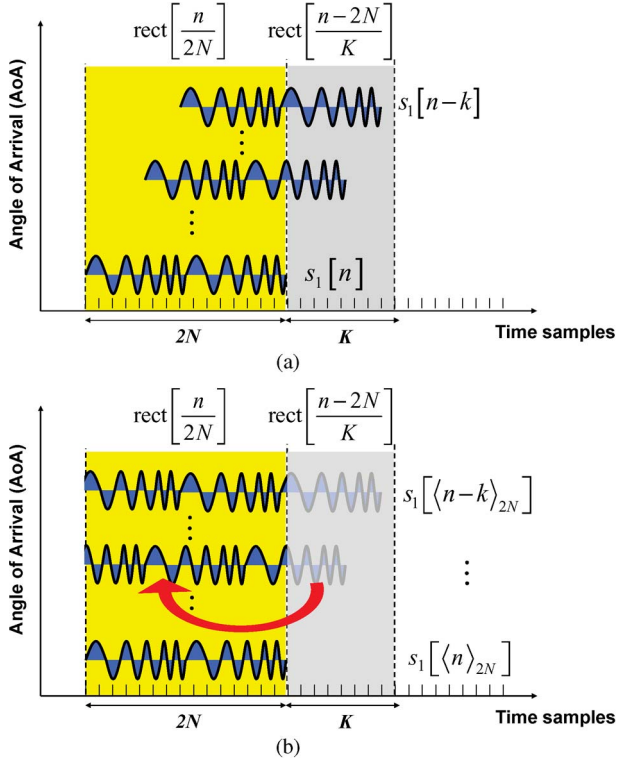 rect[n/2N] rect[(n−2N)/K]
Angle of Arrival (AoA)
s₁[n−k]
s₁[n]
2N K
Time samples
(a)
rect[n/2N] rect[(n−2N)/K]
Angle of Arrival (AoA)
s₁[⟨n−k⟩₂N]
s₁[⟨n⟩₂N]
2N K
Time samples
(b)